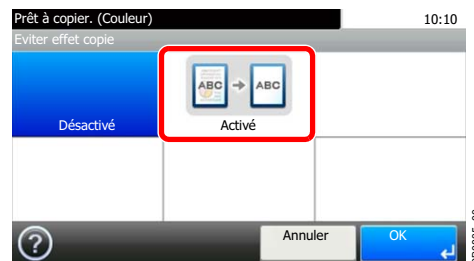 Prêt à copier. (Couleur) 10:10
Eviter effet copie
ABC ABC
Désactivé Activé
? Annuler OK